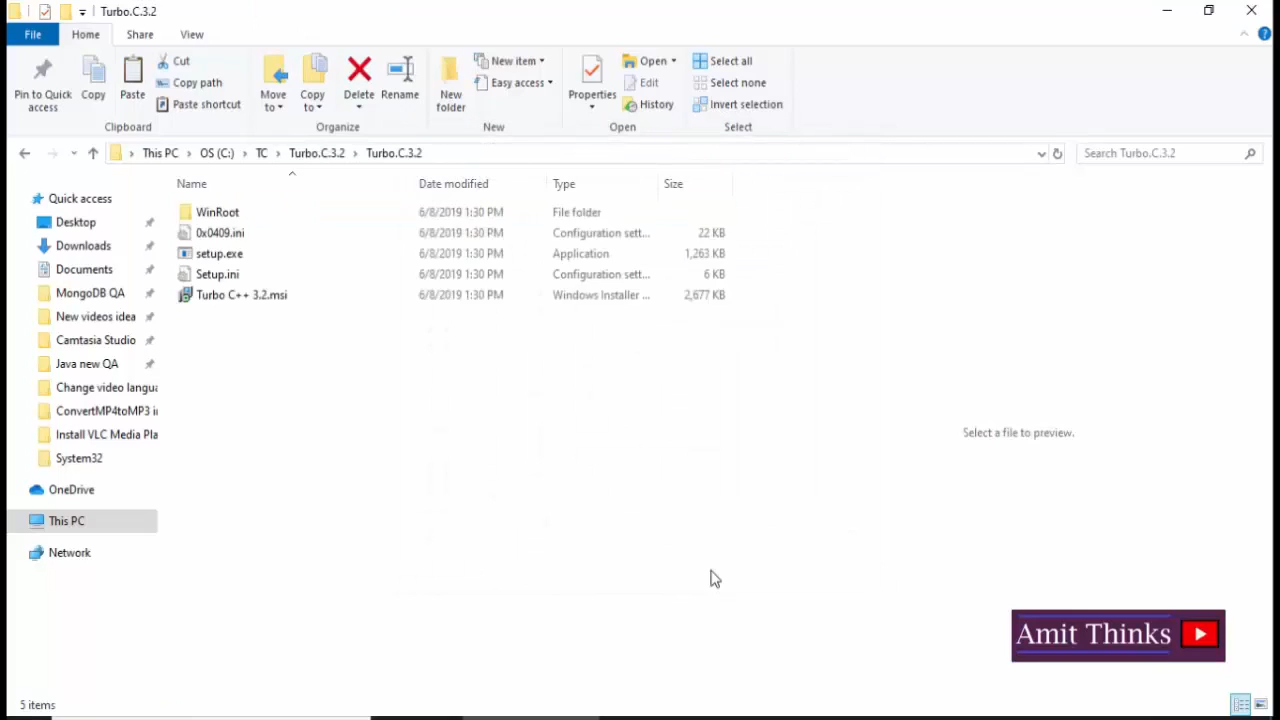 Turbo.C.3.2
File Home Share View
Pin to Quick access
Copy
Paste
Cut
Copy path
Paste shortcut
Clipboard
Move to
Copy to
Delete
Rename
Organize
New folder
New item
Easy access
New
Properties
Open
Edit
History
Open
Select all
Select none
Invert selection
Select
This PC > OS (C:) > TC > Turbo.C.3.2 > Turbo.C.3.2
Search Turbo.C.3.2
Quick access
Desktop
Downloads
Documents
MongoDB QA
New videos idea
Camtasia Studio
Java new QA
Change video langua
ConvertMP4toMP3 i
Install VLC Media Pla
System32
OneDrive
This PC
Network
Name Date modified Type Size
WinRoot 6/8/2019 1:30 PM File folder
0x0409.ini 6/8/2019 1:30 PM Configuration sett... 22 KB
setup.exe 6/8/2019 1:30 PM Application 1,263 KB
Setup.ini 6/8/2019 1:30 PM Configuration sett... 6 KB
Turbo C++ 3.2.msi 6/8/2019 1:30 PM Windows Installer ... 2,677 KB
Select a file to preview.
Amit Thinks
5 items